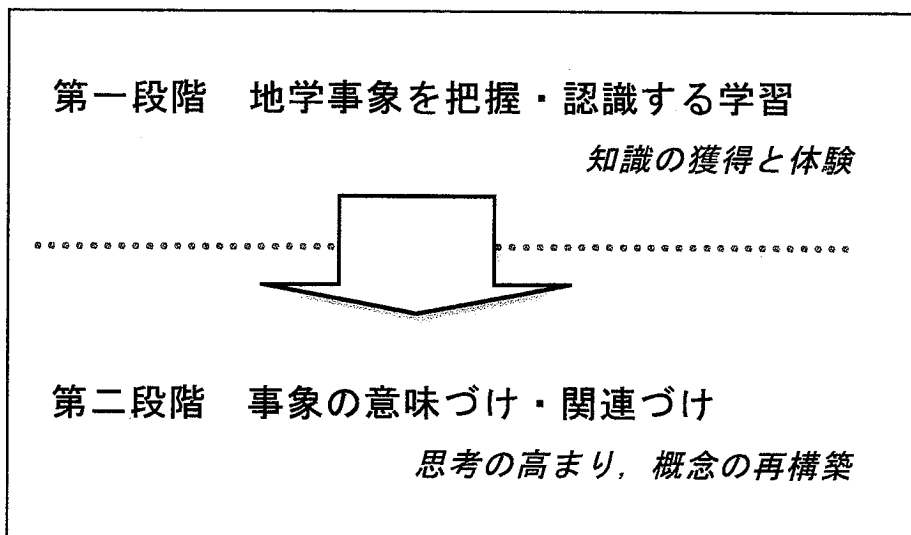 第一段階　地学事象を把握・認識する学習
知識の獲得と体験
第二段階　事象の意味づけ・関連づけ
思考の高まり，概念の再構築